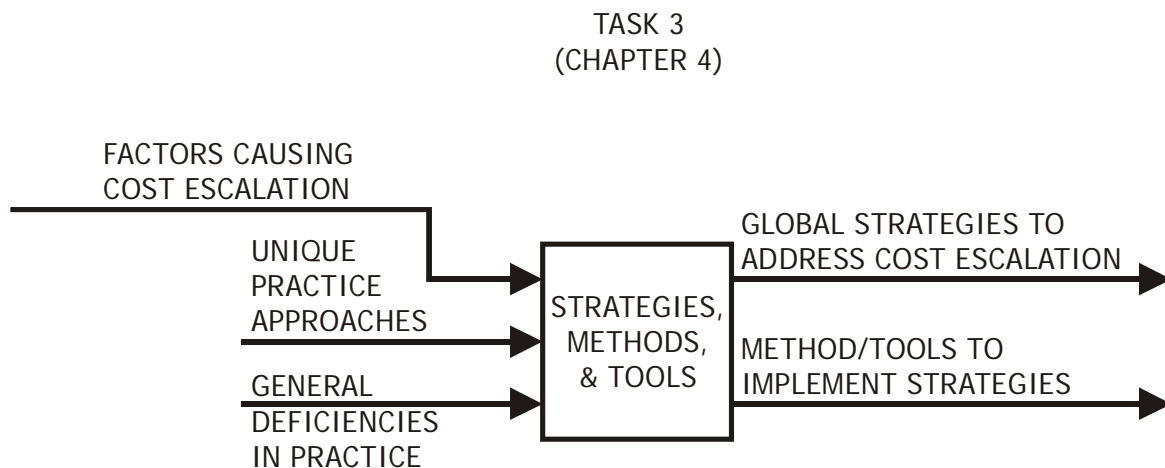 TASK 3
(CHAPTER 4)
FACTORS CAUSING
COST ESCALATION
UNIQUE
PRACTICE
APPROACHES
GENERAL
DEFICIENCIES
IN PRACTICE
STRATEGIES,
METHODS,
& TOOLS
GLOBAL STRATEGIES TO
ADDRESS COST ESCALATION
METHOD/TOOLS TO
IMPLEMENT STRATEGIES